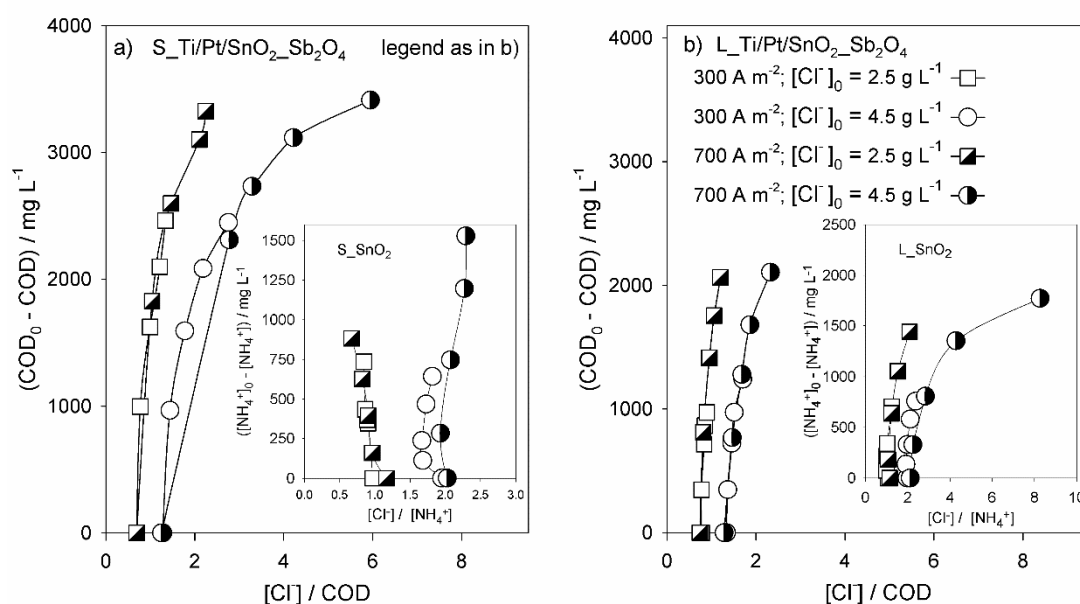 a) S_Ti/Pt/SnO₂_Sb₂O₄ legend as in b)
4000
3000
2000
1000
0
(COD₀ - COD) / mg L⁻¹
0 2 4 6 8
[Cl⁻] / COD
S_SnO₂
1500
1250
1000
750
500
250
0
([NH₄⁺]₀ - [NH₄⁺]) / mg L⁻¹
0.0 0.5 1.0 1.5 2.0 2.5 3.0
[Cl⁻] / [NH₄⁺]
b) L_Ti/Pt/SnO₂_Sb₂O₄
300 A m⁻²; [Cl⁻]₀ = 2.5 g L⁻¹
300 A m⁻²; [Cl⁻]₀ = 4.5 g L⁻¹
700 A m⁻²; [Cl⁻]₀ = 2.5 g L⁻¹
700 A m⁻²; [Cl⁻]₀ = 4.5 g L⁻¹
4000
3000
2000
1000
0
(COD₀ - COD) / mg L⁻¹
0 2 4 6 8
[Cl⁻] / COD
L_SnO₂
2500
2000
1500
1000
500
0
([NH₄⁺]₀ - [NH₄⁺]) / mg L⁻¹
0 2 4 6 8 10
[Cl⁻] / [NH₄⁺]